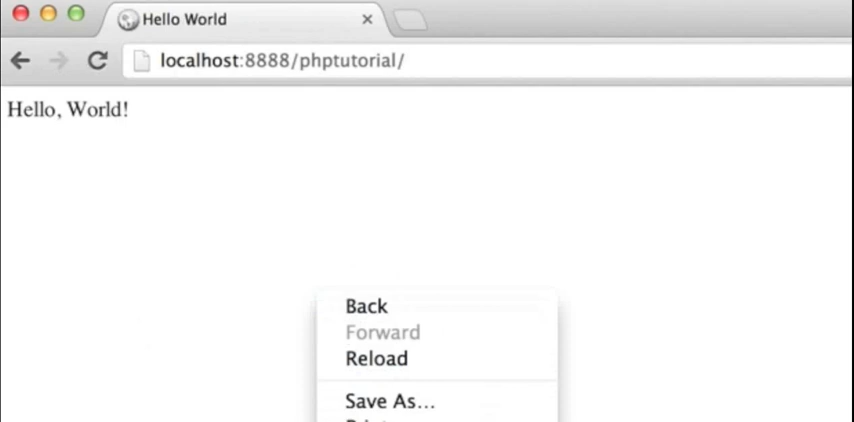 Hello World
localhost:8888/phptutorial/
Hello, World!
Back
Forward
Reload
Save As...